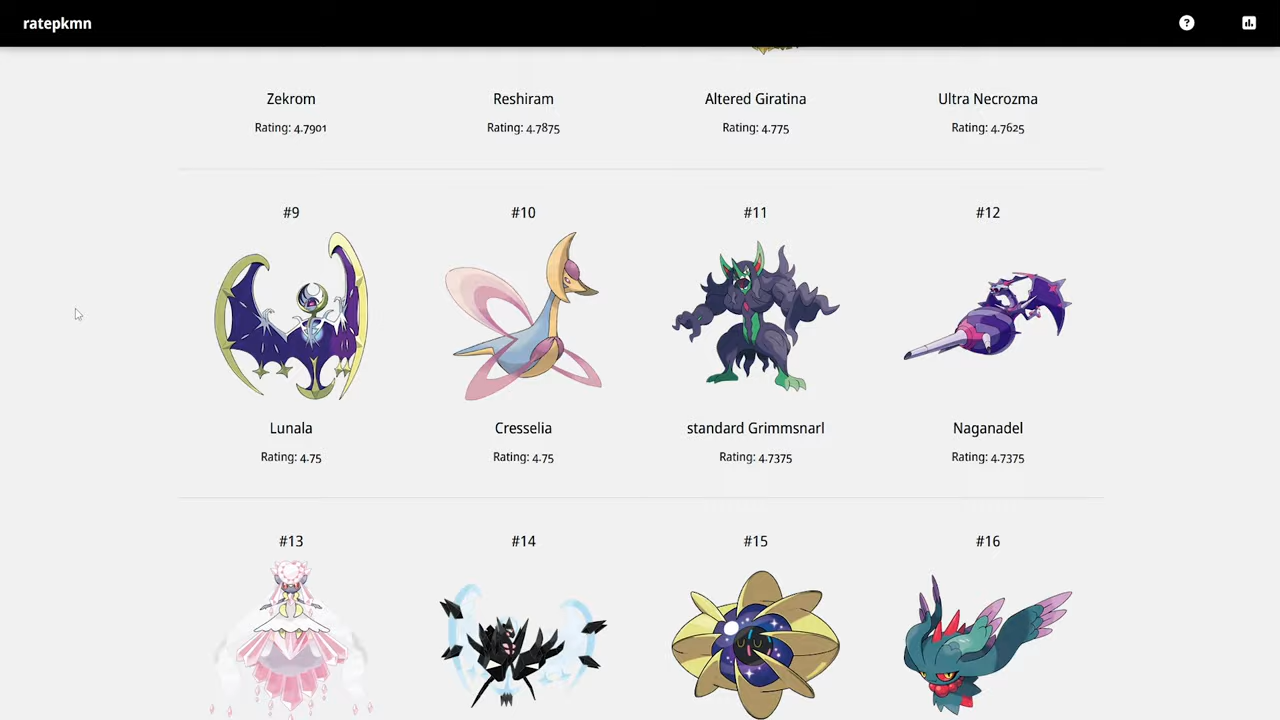 ratepkmn
Zekrom
Reshiram
Altered Giratina
Ultra Necrozma
Rating: 4.7901
Rating: 4.7875
Rating: 4.775
Rating: 4.7625
#9
#10
#11
#12
Lunala
Cresselia
standard Grimmsnarl
Naganadel
Rating: 4.75
Rating: 4.75
Rating: 4.7375
Rating: 4.7375
#13
#14
#15
#16